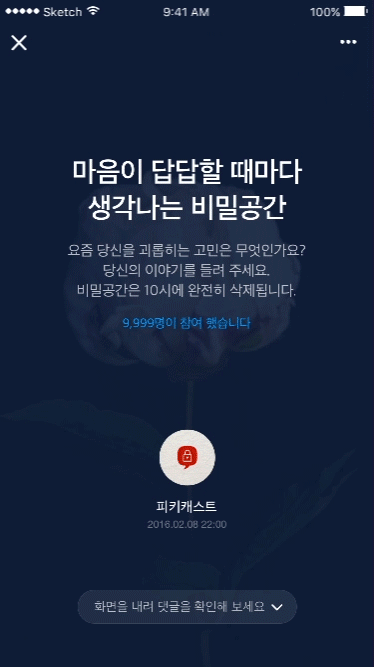 Sketch 9:41 AM 100%
마음이 답답할 때마다
생각나는 비밀공간
요즘 당신을 괴롭히는 고민은 무엇인가요?
당신의 이야기를 들려 주세요.
비밀공간은 10시에 완전히 삭제됩니다.
9,999명이 참여 했습니다
피키캐스트
2016.02.08 22:00
화면을 내려 댓글을 확인해 보세요